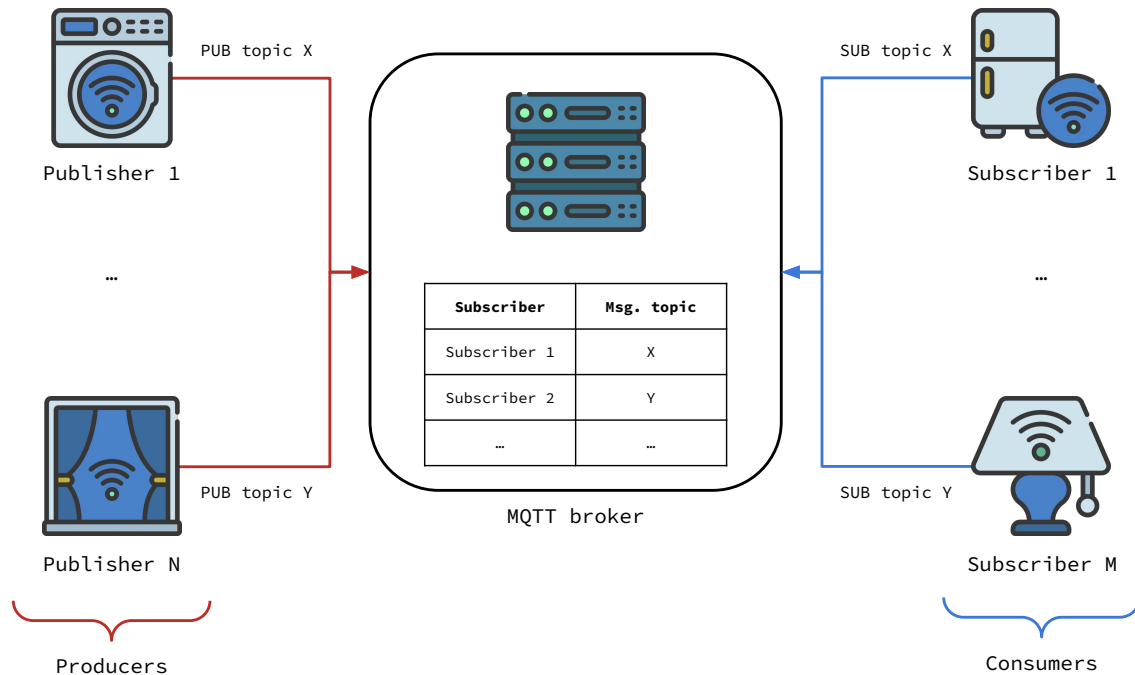 PUB topic X
SUB topic X
Publisher 1
Subscriber 1
…
…
Subscriber Msg. topic
Subscriber 1 X
Subscriber 2 Y
… …
PUB topic Y
SUB topic Y
MQTT broker
Publisher N
Subscriber M
Producers
Consumers